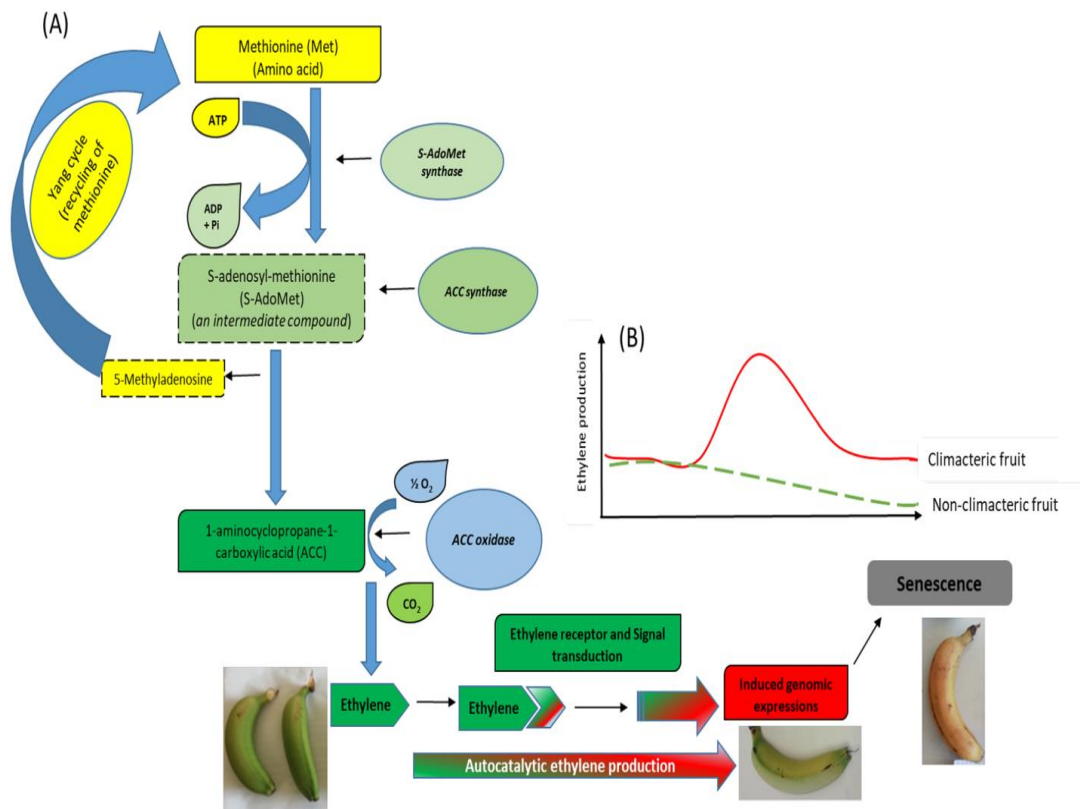 (A)
Methionine (Met)
(Amino acid)
ATP
S-AdoMet
synthase
Yang cycle
(recycling of
methionine)
ADP
+ Pi
S-adenosyl-methionine
(S-AdoMet)
(an intermediate compound)
ACC synthase
5-Methyladenosine
(B)
Ethylene production
Climacteric fruit
Non-climacteric fruit
½ O₂
1-aminocyclopropane-1-
carboxylic acid (ACC)
ACC oxidase
CO₂
Senescence
Ethylene receptor and Signal
transduction
Ethylene
Ethylene
Induced genomic
expressions
Autocatalytic ethylene production